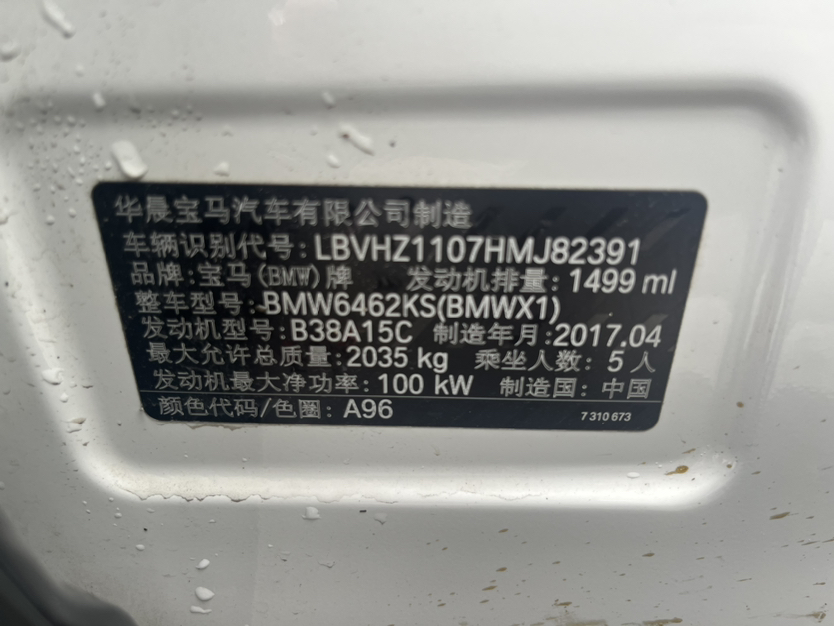 华晨宝马汽车有限公司制造
车辆识别代号:LBVHZ1107HMJ82391
品牌:宝马(BMW)牌 发动机排量:1499 ml
整车型号:BMW6462KS(BMWX1)
发动机型号:B38A15C 制造年月:2017.04
最大允许总质量:2035 kg 乘坐人数:5人
发动机最大净功率:100 kW 制造国:中国
颜色代码/色圈:A96 7 310 673